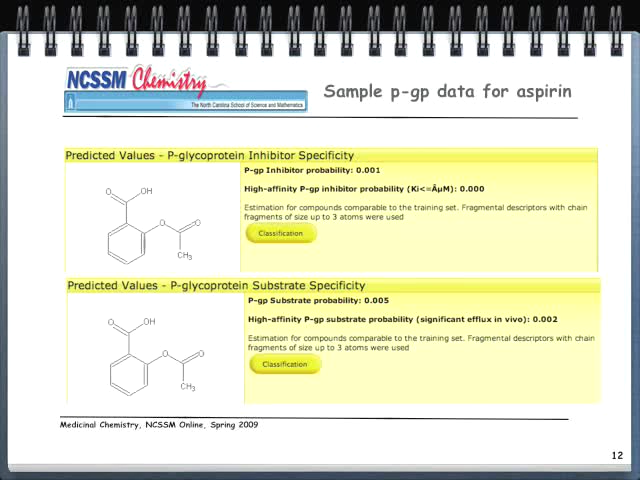 NCSSM Chemistry
The North Carolina School of Science and Mathematics
Sample p-gp data for aspirin
Predicted Values - P-glycoprotein Inhibitor Specificity
P-gp Inhibitor probability: 0.001
High-affinity P-gp inhibitor probability (Ki<=ÂµM): 0.000
Estimation for compounds comparable to the training set. Fragmental descriptors with chain
fragments of size up to 3 atoms were used
Classification
O
OH
O
O
CH3
Predicted Values - P-glycoprotein Substrate Specificity
P-gp Substrate probability: 0.005
High-affinity P-gp substrate probability (significant efflux in vivo): 0.002
Estimation for compounds comparable to the training set. Fragmental descriptors with chain
fragments of size up to 3 atoms were used
Classification
O
OH
O
O
CH3
Medicinal Chemistry, NCSSM Online, Spring 2009
12